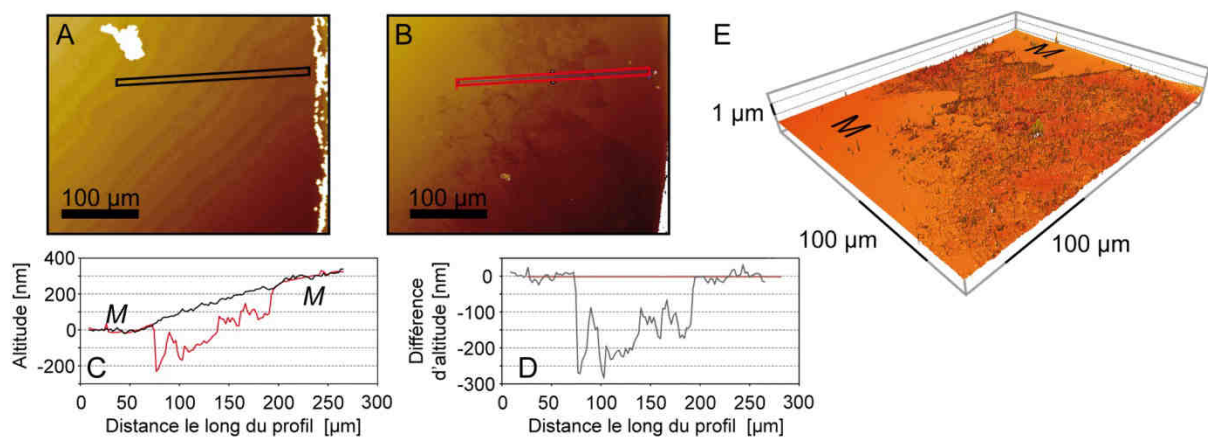 A
100 µm
B
100 µm
E
M
M
1 µm
100 µm
100 µm
Altitude [nm]
400
200
0
-200
M
M
C
0 50 100 150 200 250 300
Distance le long du profil [µm]
Différence
d'altitude [nm]
0
-100
-200
-300
D
0 50 100 150 200 250 300
Distance le long du profil [µm]